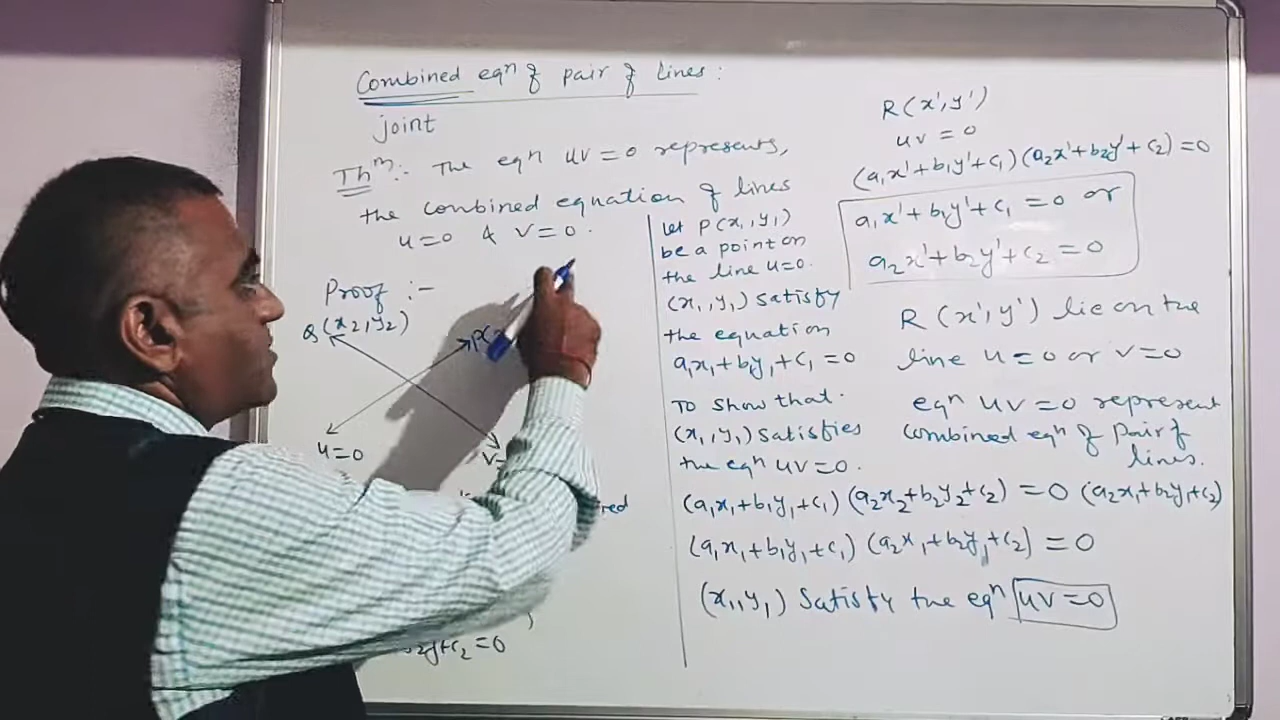 Combined eqⁿ of pair of lines :
joint
Thᵐ:- The eqⁿ uv=0 represents,
the combined equation of lines
u=0 & v=0.
Proof :-
Q(x₂,y₂)
P(
u=0
v=
red
2y+c₂=0
let P(x₁,y₁)
be a point on
the line u=0.
(x₁,y₁) satisfy
the equation
a₁x₁+b₁y₁+c₁=0
To show that.
(x₁,y₁) satisfies
the eqⁿ uv=0.
(a₁x₁+b₁y₁+c₁) (a₂x₂+b₂y₂+c₂) =0 (a₂x₁+b₂y₁+c₂)
(a₁x₁+b₁y₁+c₁) (a₂x₁+b₂y₁+c₂) =0
(x₁,y₁) Satisfy the eqⁿ uv=0
R(x',y')
uv=0
(a₁x'+b₁y'+c₁)(a₂x'+b₂y'+c₂)=0
a₁x'+b₁y'+c₁=0 or
a₂x'+b₂y'+c₂=0
R(x',y') lie on the
line u=0 or v=0
eqⁿ uv=0 represent
combined eqⁿ of Pair of
lines.